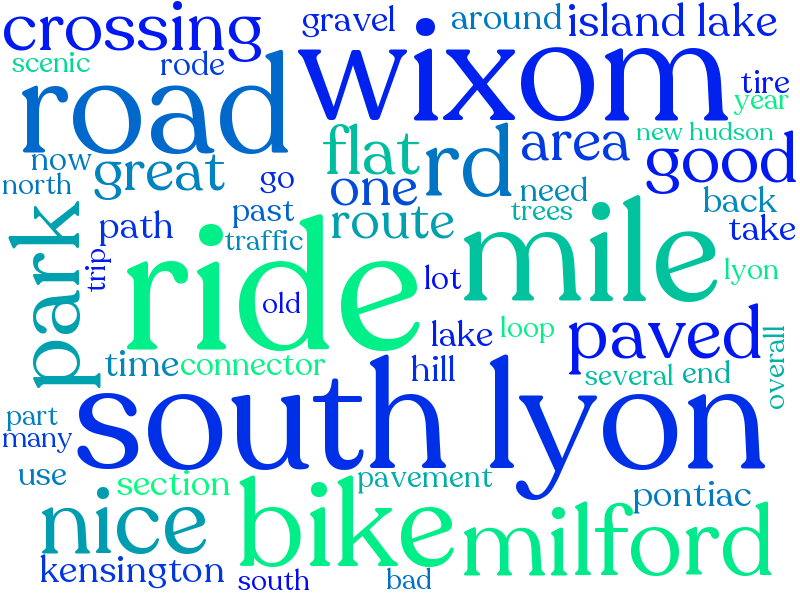 crossing
gravel
around
island lake
scenic
rode
wixom
tire
year
road
new hudson
now
great
flat
rd
area
good
north
go
one
need
back
park
path
past
route
trees
take
traffic
trip
ride
lot
mile
lyon
old
lake
loop
paved
time
connector
hill
several
end
overall
part
many
south lyon
use
section
pavement
nice
bike
milford
pontiac
kensington
south
bad